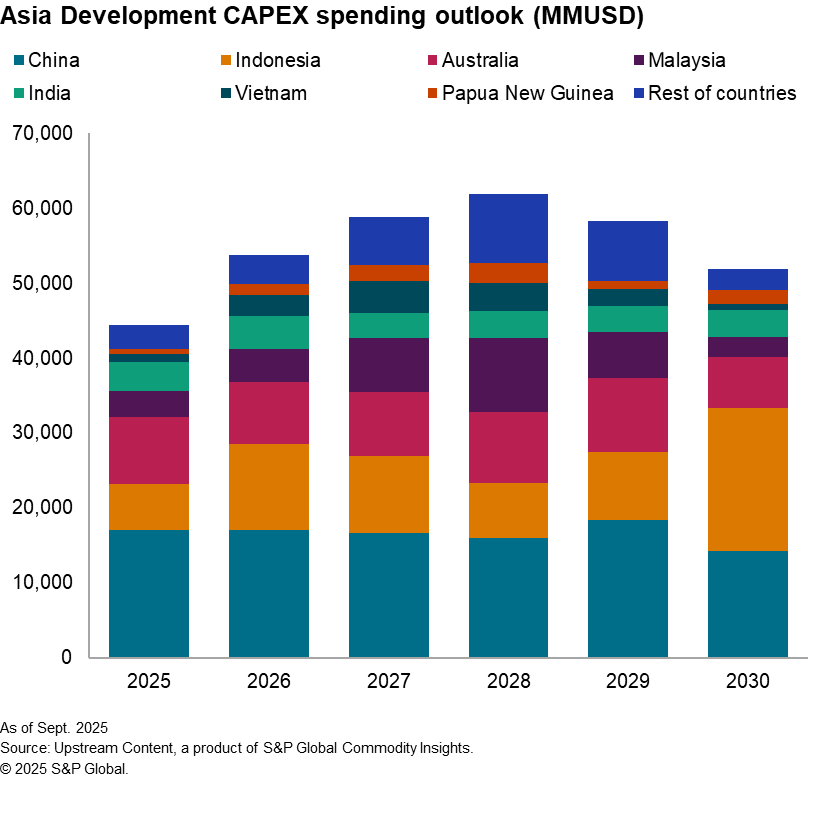 Asia Development CAPEX spending outlook (MMUSD)
China Indonesia Australia Malaysia
India Vietnam Papua New Guinea Rest of countries
70,000
60,000
50,000
40,000
30,000
20,000
10,000
0
2025 2026 2027 2028 2029 2030
As of Sept. 2025
Source: Upstream Content, a product of S&P Global Commodity Insights.
© 2025 S&P Global.